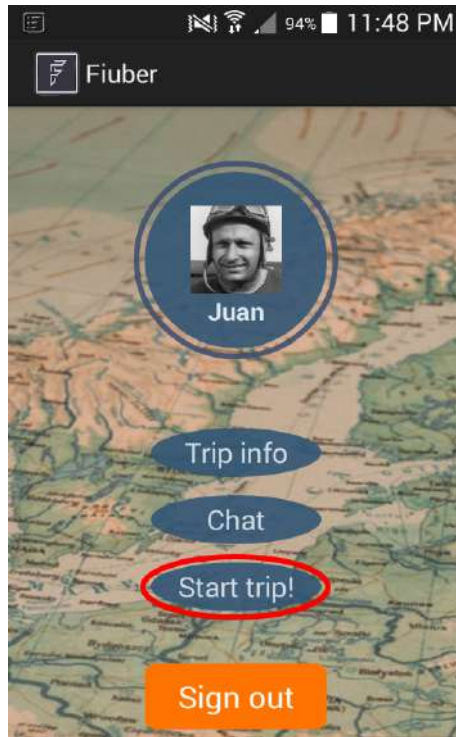 94% 11:48 PM
Fiuber
Juan
Trip info
Chat
Start trip!
Sign out